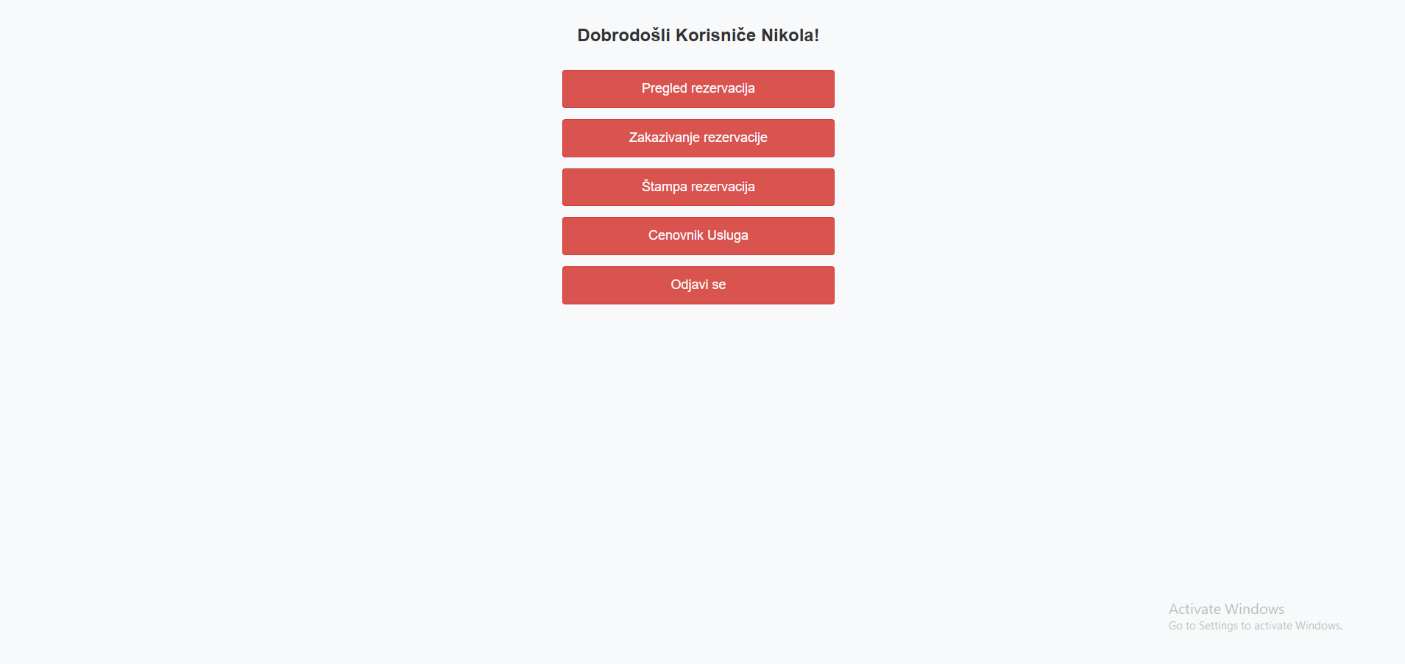 Dobrodošli Korisniče Nikola!
Pregled rezervacija
Zakazivanje rezervacije
Štampa rezervacija
Cenovnik Usluga
Odjavi se
Activate Windows
Go to Settings to activate Windows.